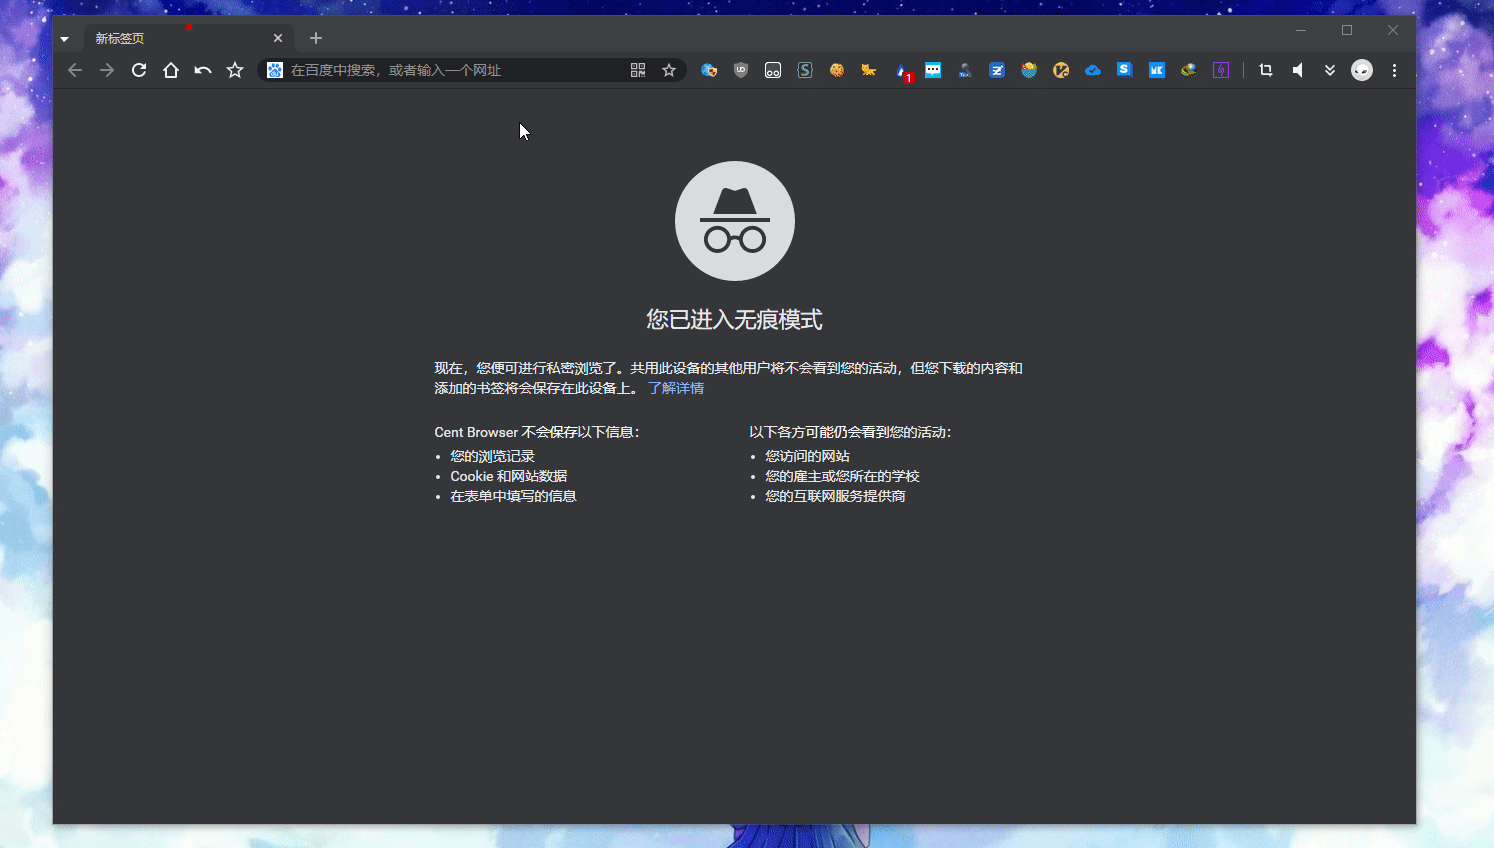 新标签页
在百度中搜索，或者输入一个网址
1
您已进入无痕模式
现在，您便可进行私密浏览了。共用此设备的其他用户将不会看到您的活动，但您下载的内容和
添加的书签将会保存在此设备上。 了解详情
Cent Browser 不会保存以下信息：
• 您的浏览记录
• Cookie 和网站数据
• 在表单中填写的信息
以下各方可能仍会看到您的活动：
• 您访问的网站
• 您的雇主或您所在的学校
• 您的互联网服务提供商